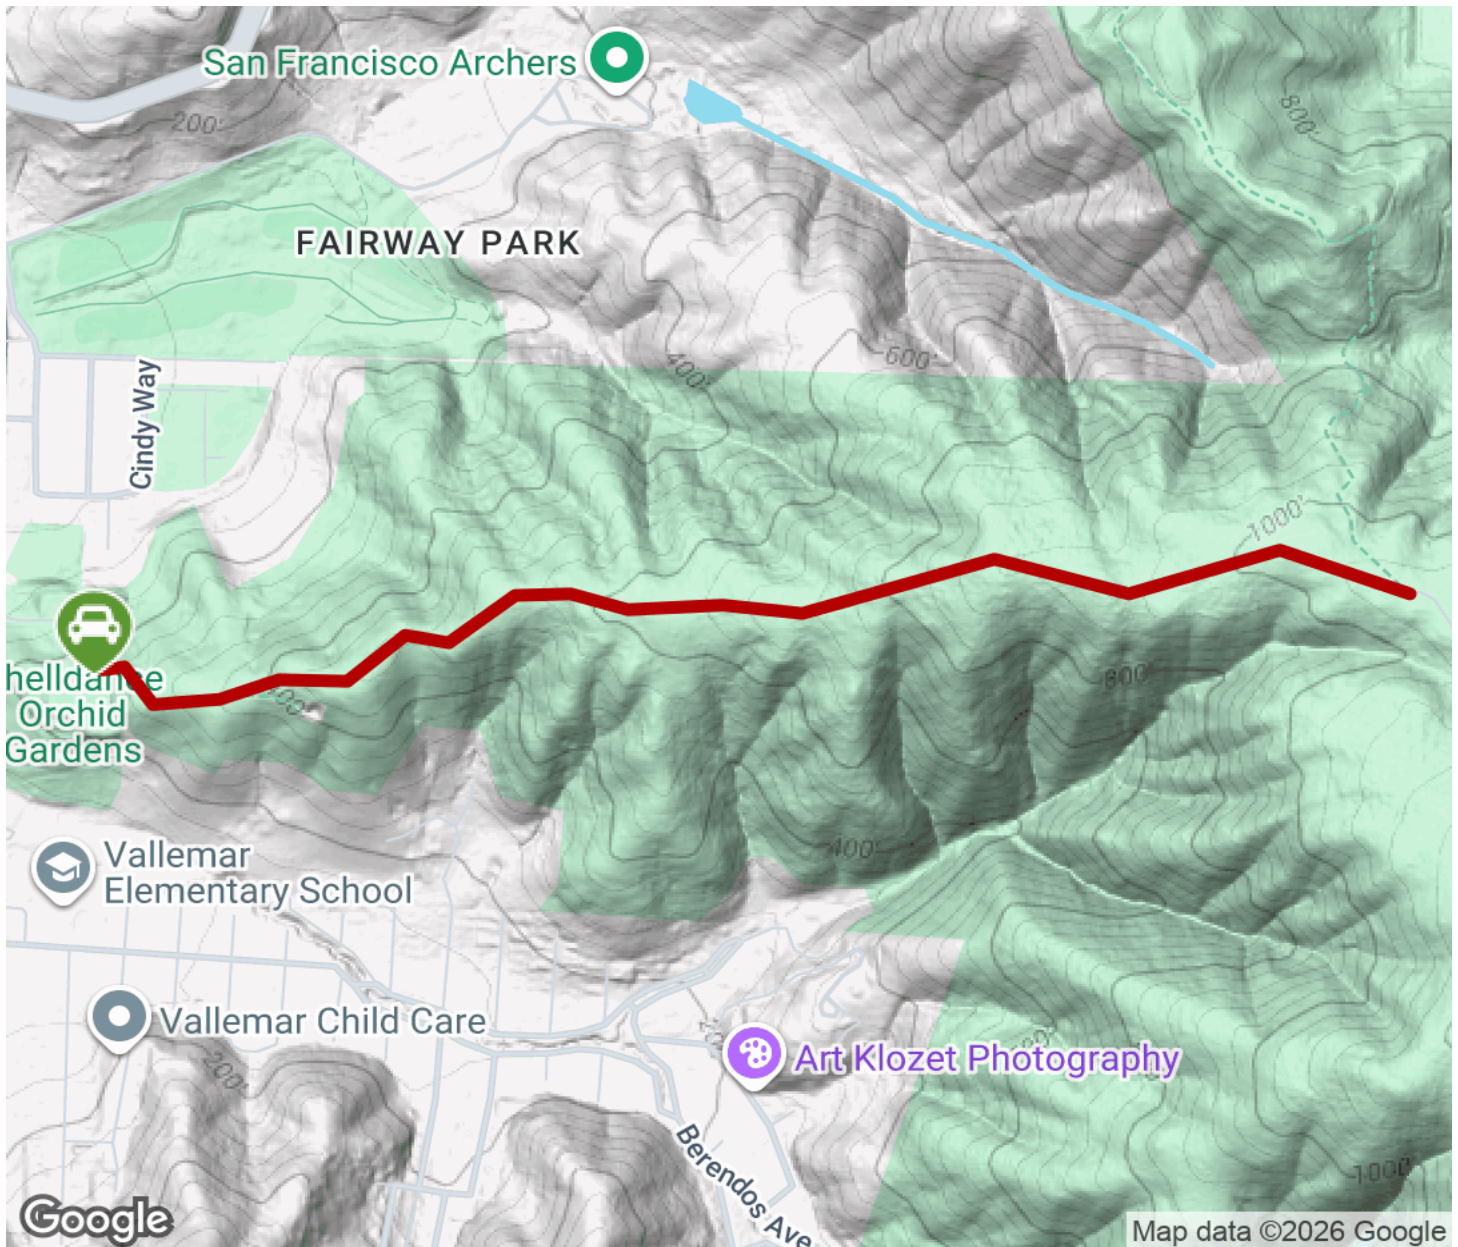 San Francisco Archers
200'
800'
FAIRWAY PARK
400'
600'
Cindy Way
1000'
helldance
Orchid
Gardens
800'
400'
Vallemar
Elementary School
Vallemar Child Care
200'
Art Klozet Photography
Berendos Ave
1000'
Google
Map data ©2026 Google